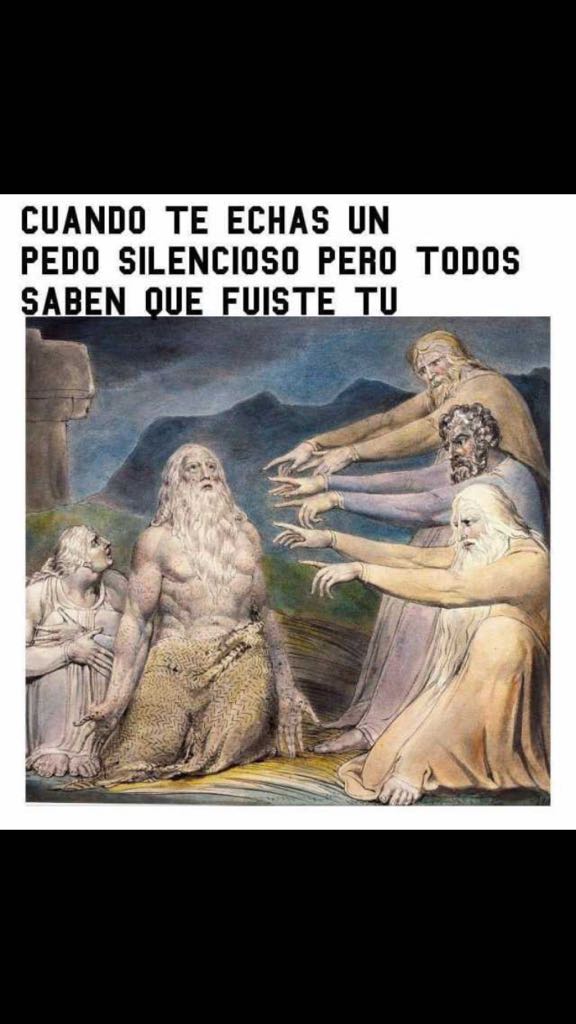 CUANDO TE ECHAS UN
PEDO SILENCIOSO PERO TODOS
SABEN QUE FUISTE TU